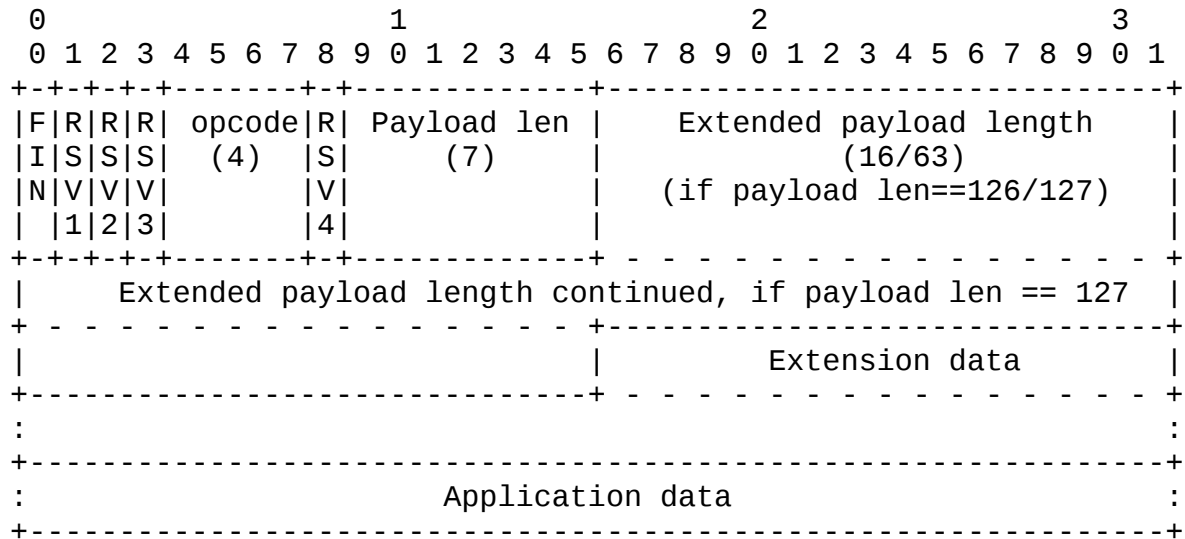 0                   1                   2                   3
 0 1 2 3 4 5 6 7 8 9 0 1 2 3 4 5 6 7 8 9 0 1 2 3 4 5 6 7 8 9 0 1
+-+-+-+-+-------+-+-------------+-------------------------------+
|F|R|R|R| opcode|R| Payload len |    Extended payload length    |
|I|S|S|S|  (4)  |S|     (7)     |             (16/63)           |
|N|V|V|V|       |V|             |   (if payload len==126/127)   |
| |1|2|3|       |4|             |                               |
+-+-+-+-+-------+-+-------------+ - - - - - - - - - - - - - - - +
|     Extended payload length continued, if payload len == 127  |
+ - - - - - - - - - - - - - - - +-------------------------------+
|                               |         Extension data        |
+-------------------------------+ - - - - - - - - - - - - - - - +
:                                                               :
+---------------------------------------------------------------+
:                       Application data                        :
+---------------------------------------------------------------+